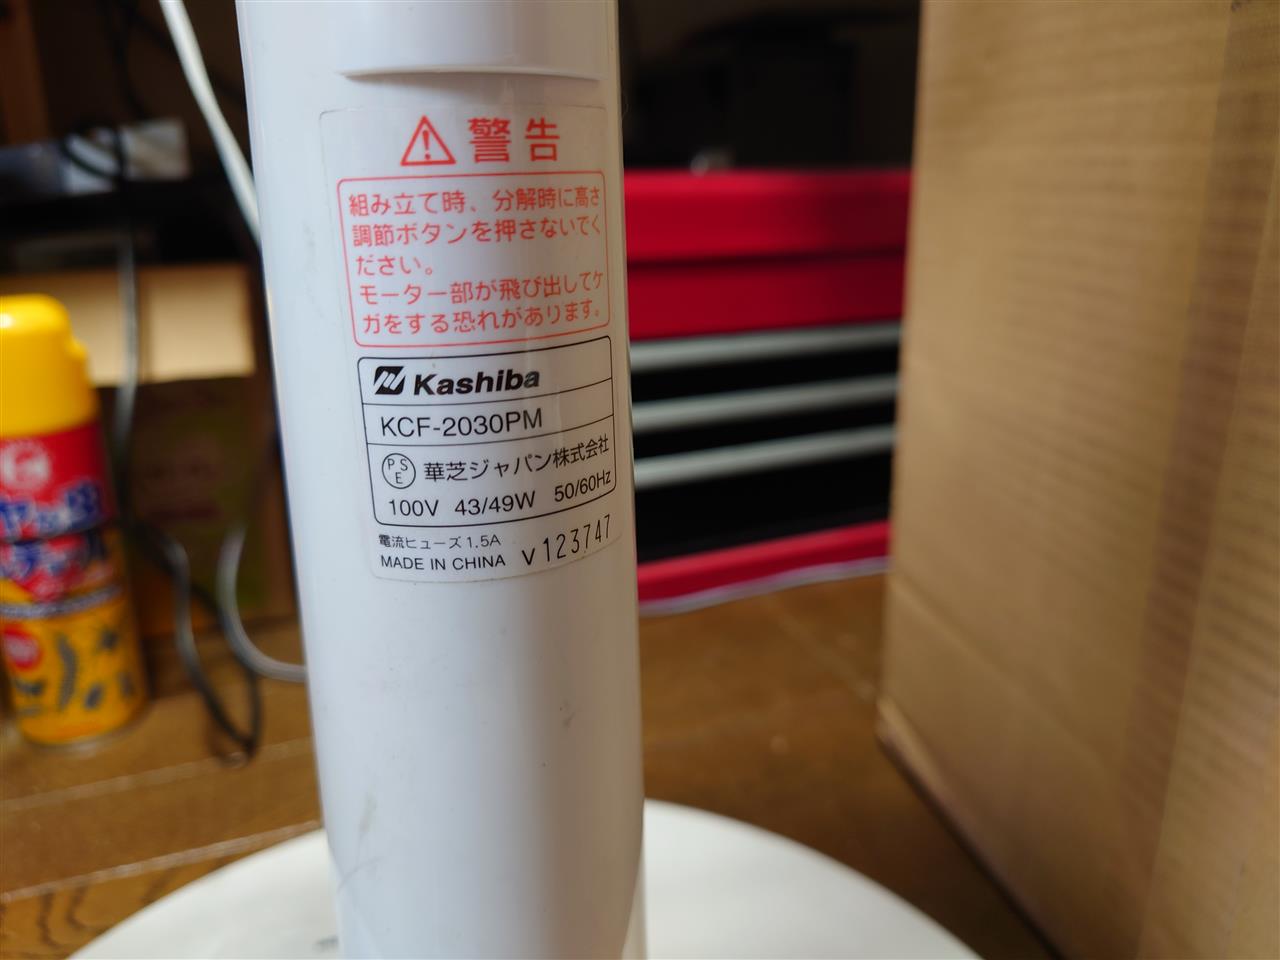 警告
組み立て時、分解時に高さ
調節ボタンを押さないでく
ださい。
モーター部が飛び出してケ
ガをする恐れがあります。
Kashiba
KCF-2030PM
PSE 華芝ジャパン株式会社
100V 43/49W 50/60Hz
電流ヒューズ1.5A
MADE IN CHINA V123747